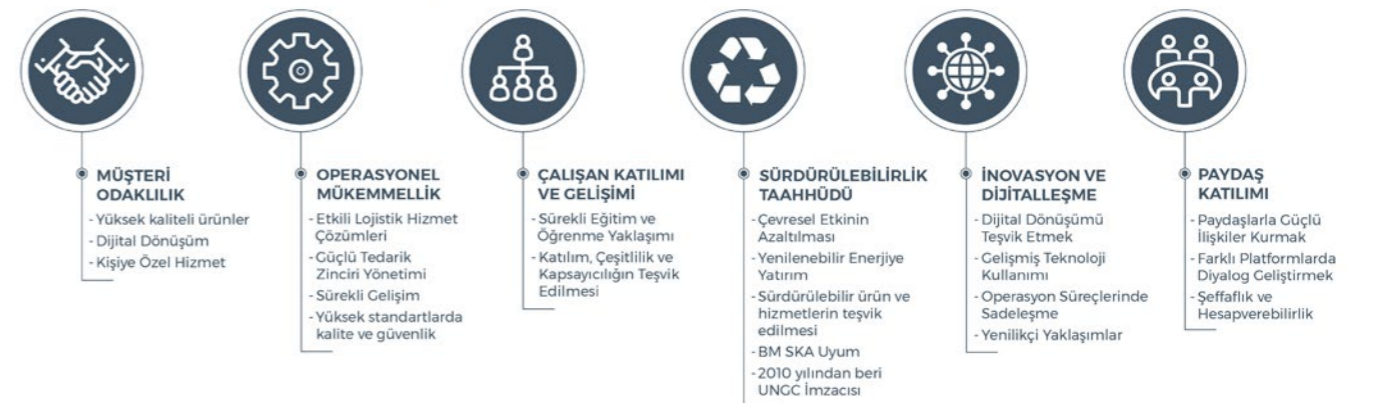 MÜŞTERİ
ODAKLILIK
- Yüksek kaliteli ürünler
- Dijital Dönüşüm
- Kişiye Özel Hizmet
OPERASYONEL
MÜKEMMELLİK
- Etkili Lojistik Hizmet
Çözümleri
- Güçlü Tedarik
Zinciri Yönetimi
- Sürekli Gelişim
- Yüksek standartlarda
kalite ve güvenlik
ÇALIŞAN KATILIMI
VE GELİŞİMİ
- Sürekli Eğitim ve
Öğrenme Yaklaşımı
- Katılım, Çeşitlilik ve
Kapsayıcılığın Teşvik
Edilmesi
SÜRDÜRÜLEBİLİRLİK
TAAHHÜDÜ
- Çevresel Etkinin
Azaltılması
- Yenilenebilir Enerjiye
Yatırım
- Sürdürülebilir ürün ve
hizmetlerin teşvik
edilmesi
- BM SKA Uyum
- 2010 yılından beri
UNGC İmzacısı
İNOVASYON VE
DİJİTALLEŞME
- Dijital Dönüşümü
Teşvik Etmek
- Gelişmiş Teknoloji
Kullanımı
- Operasyon Süreçlerinde
Sadeleşme
- Yenilikçi Yaklaşımlar
PAYDAŞ
KATILIMI
- Paydaşlarla Güçlü
İlişkiler Kurmak
- Farklı Platformlarda
Diyalog Geliştirmek
- Şeffaflık ve
Hesapverebilirlik